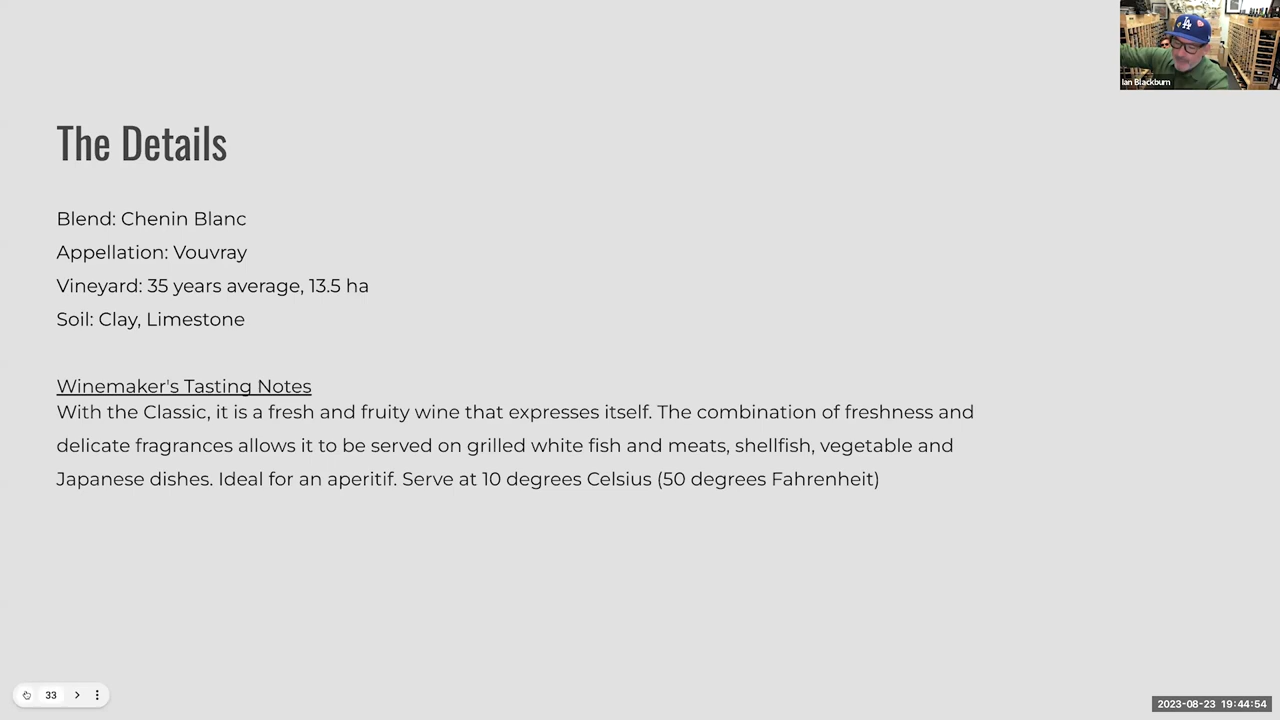 LA
Ian Blackburn
The Details
Blend: Chenin Blanc
Appellation: Vouvray
Vineyard: 35 years average, 13.5 ha
Soil: Clay, Limestone
Winemaker's Tasting Notes
With the Classic, it is a fresh and fruity wine that expresses itself. The combination of freshness and
delicate fragrances allows it to be served on grilled white fish and meats, shellfish, vegetable and
Japanese dishes. Ideal for an aperitif. Serve at 10 degrees Celsius (50 degrees Fahrenheit)
33
2023-08-23 19:44:54